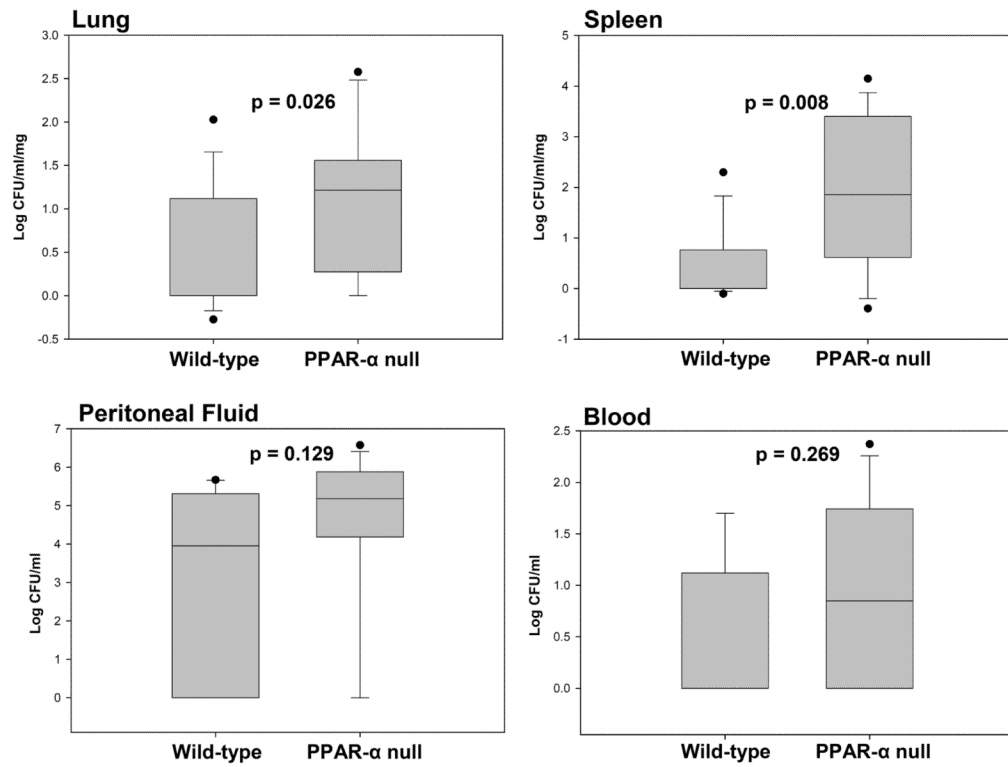 Lung
3.0
2.5
2.0
1.5
1.0
0.5
0.0
-0.5
Log CFU/ml/mg
p = 0.026
Wild-type PPAR-α null
Spleen
5
4
3
2
1
0
-1
Log CFU/ml/mg
p = 0.008
Wild-type PPAR-α null
Peritoneal Fluid
7
6
5
4
3
2
1
0
Log CFU/ml
p = 0.129
Wild-type PPAR-α null
Blood
2.5
2.0
1.5
1.0
0.5
0.0
Log CFU/ml
p = 0.269
Wild-type PPAR-α null